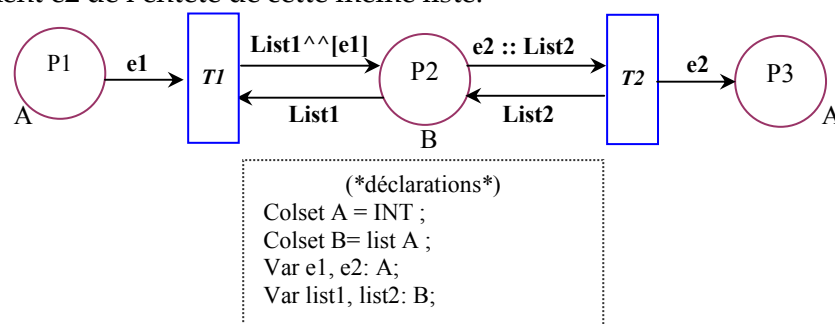 ent e2 de l'entête de cette même liste.
P1 e1 T1 List1^^[e1] P2 e2 :: List2 T2 e2 P3
A List1 B List2 A
(*déclarations*)
Colset A = INT ;
Colset B= list A ;
Var e1, e2: A;
Var list1, list2: B;